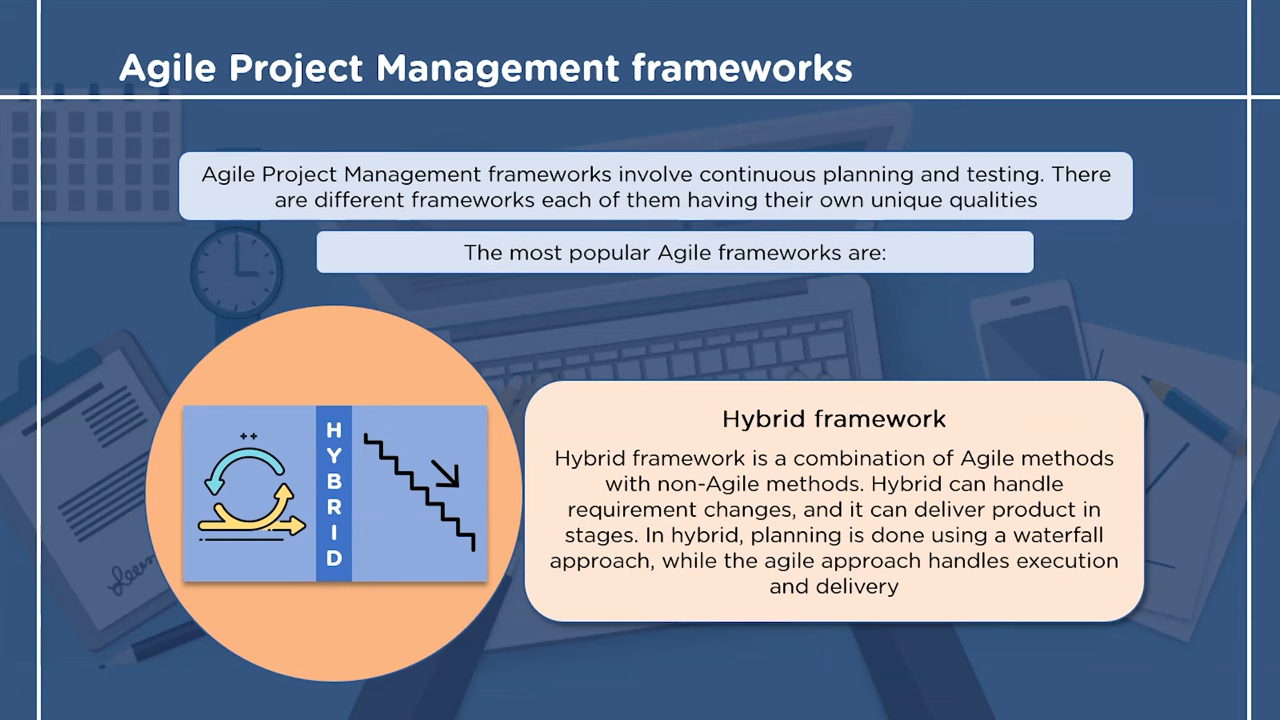 Agile Project Management frameworks
Agile Project Management frameworks involve continuous planning and testing. There
are different frameworks each of them having their own unique qualities
The most popular Agile frameworks are:
HYBRID
Hybrid framework
Hybrid framework is a combination of Agile methods
with non-Agile methods. Hybrid can handle
requirement changes, and it can deliver product in
stages. In hybrid, planning is done using a waterfall
approach, while the agile approach handles execution
and delivery